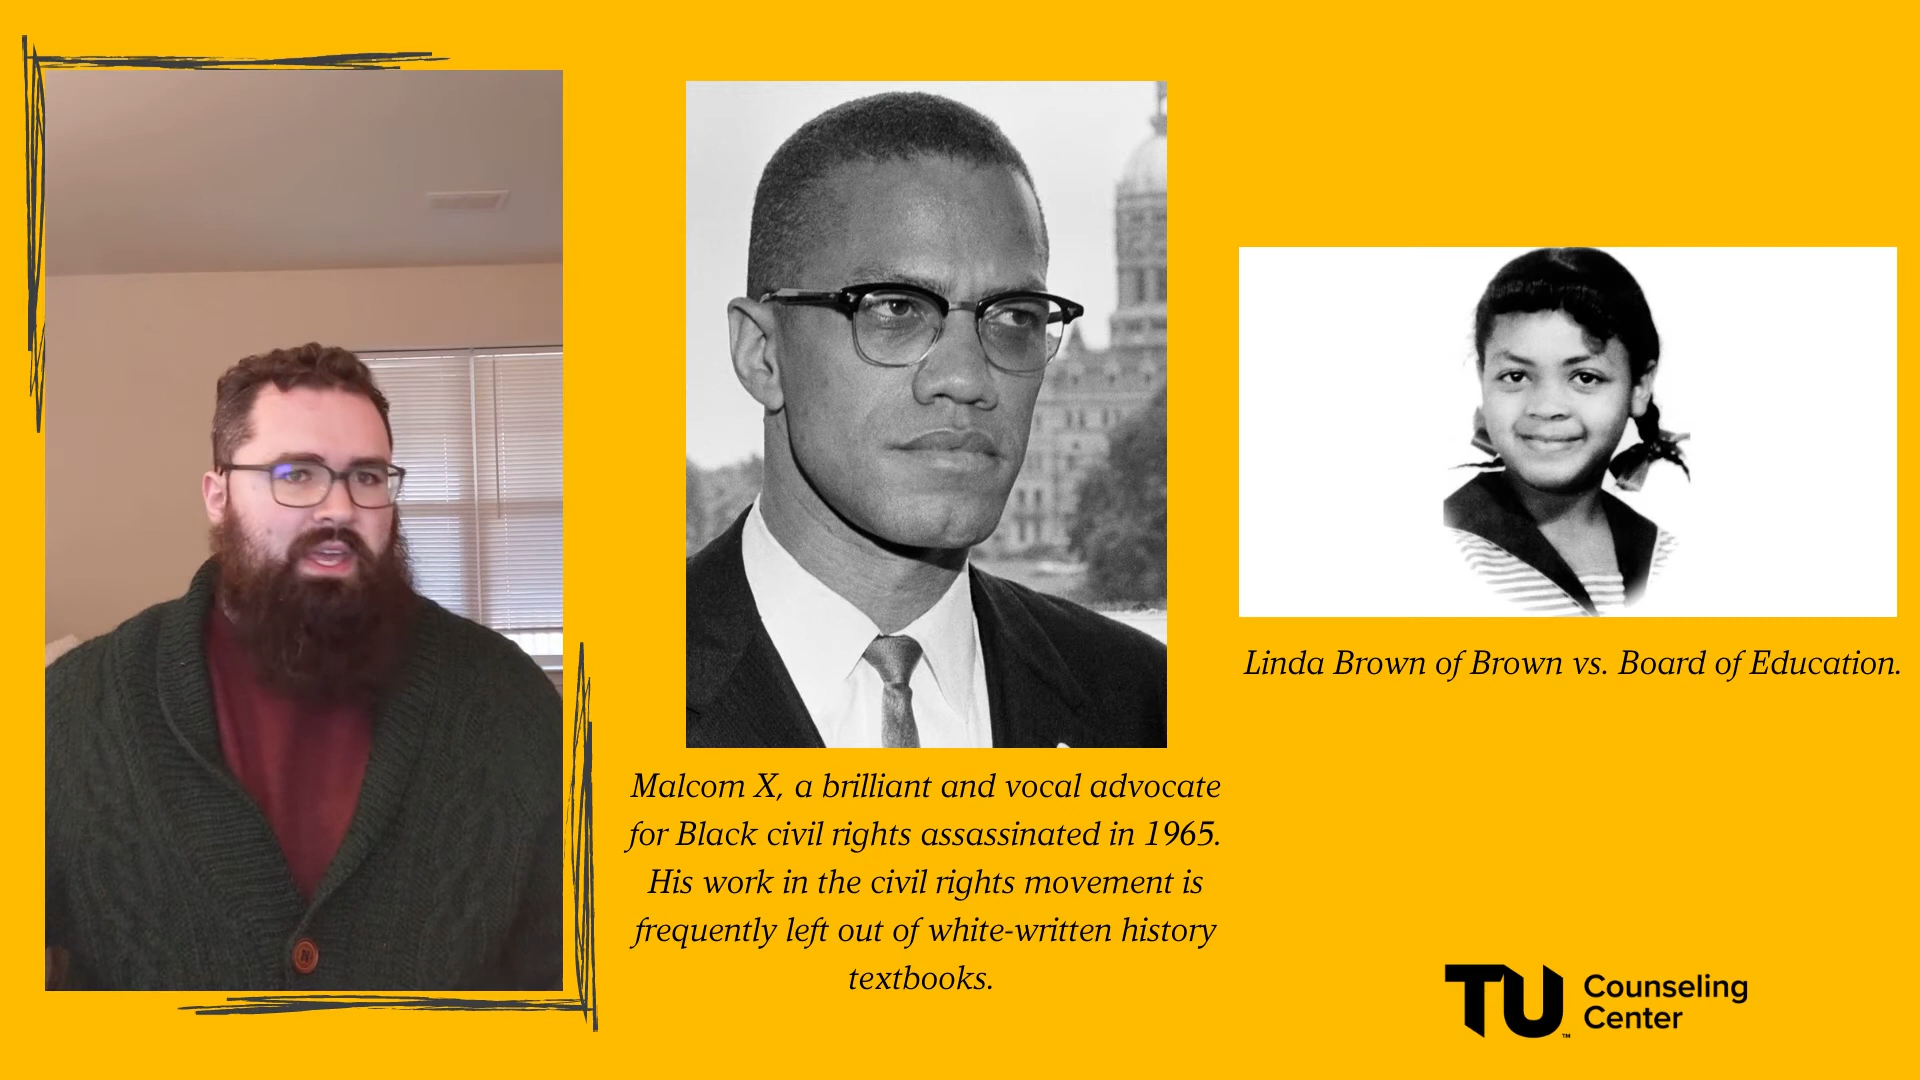 Malcom X, a brilliant and vocal advocate
for Black civil rights assassinated in 1965.
His work in the civil rights movement is
frequently left out of white-written history
textbooks.
Linda Brown of Brown vs. Board of Education.
TU Counseling
Center